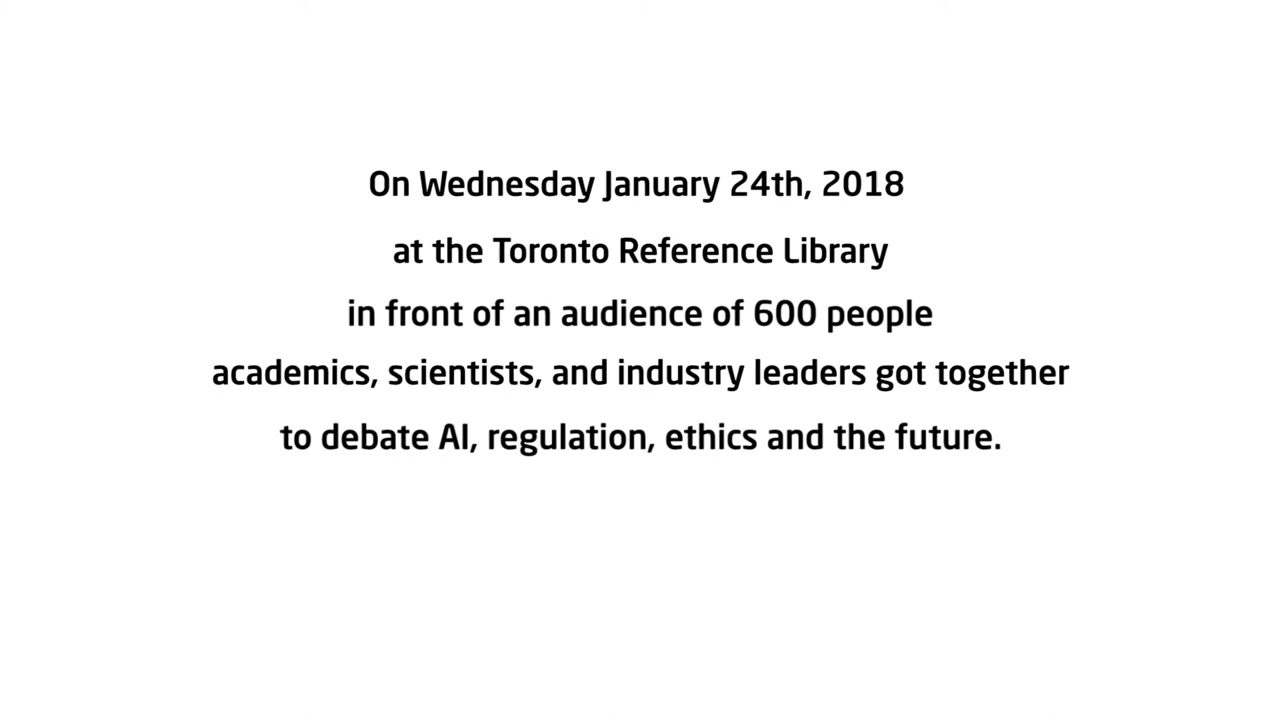 On Wednesday January 24th, 2018
at the Toronto Reference Library
in front of an audience of 600 people
academics, scientists, and industry leaders got together
to debate AI, regulation, ethics and the future.